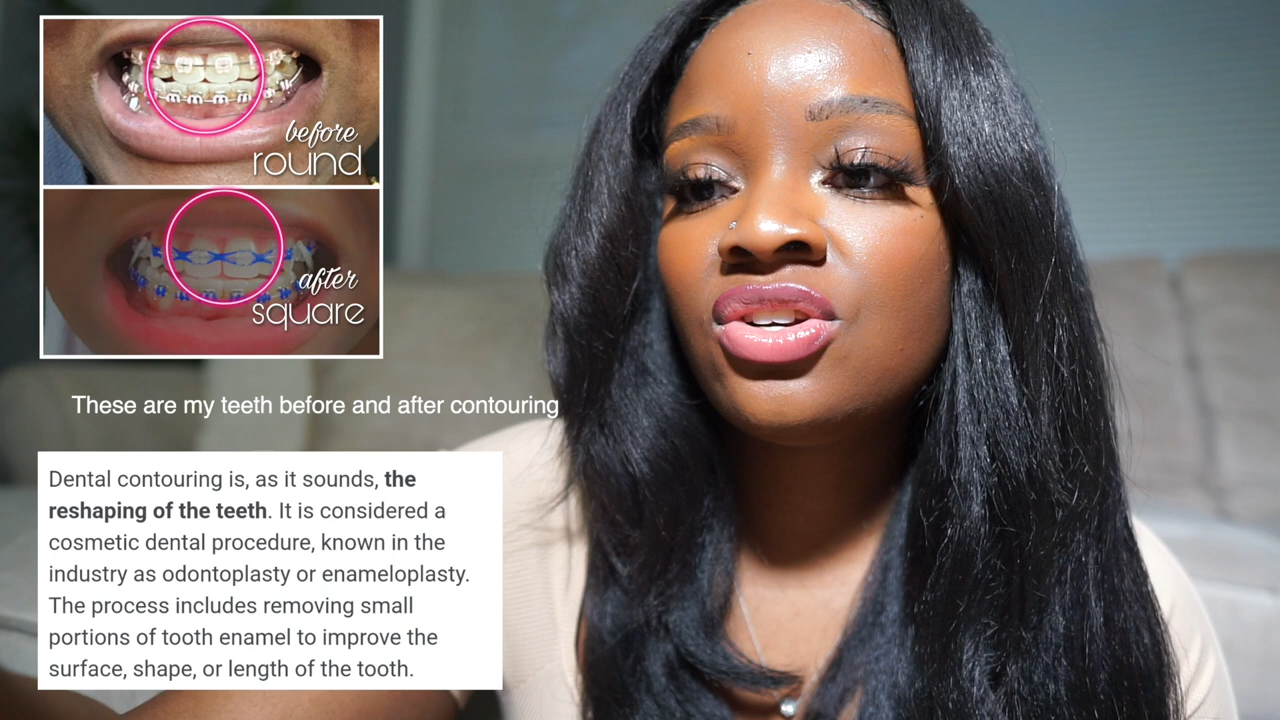 before
round
after
square
These are my teeth before and after contouring
Dental contouring is, as it sounds, the
reshaping of the teeth. It is considered a
cosmetic dental procedure, known in the
industry as odontoplasty or enameloplasty.
The process includes removing small
portions of tooth enamel to improve the
surface, shape, or length of the tooth.